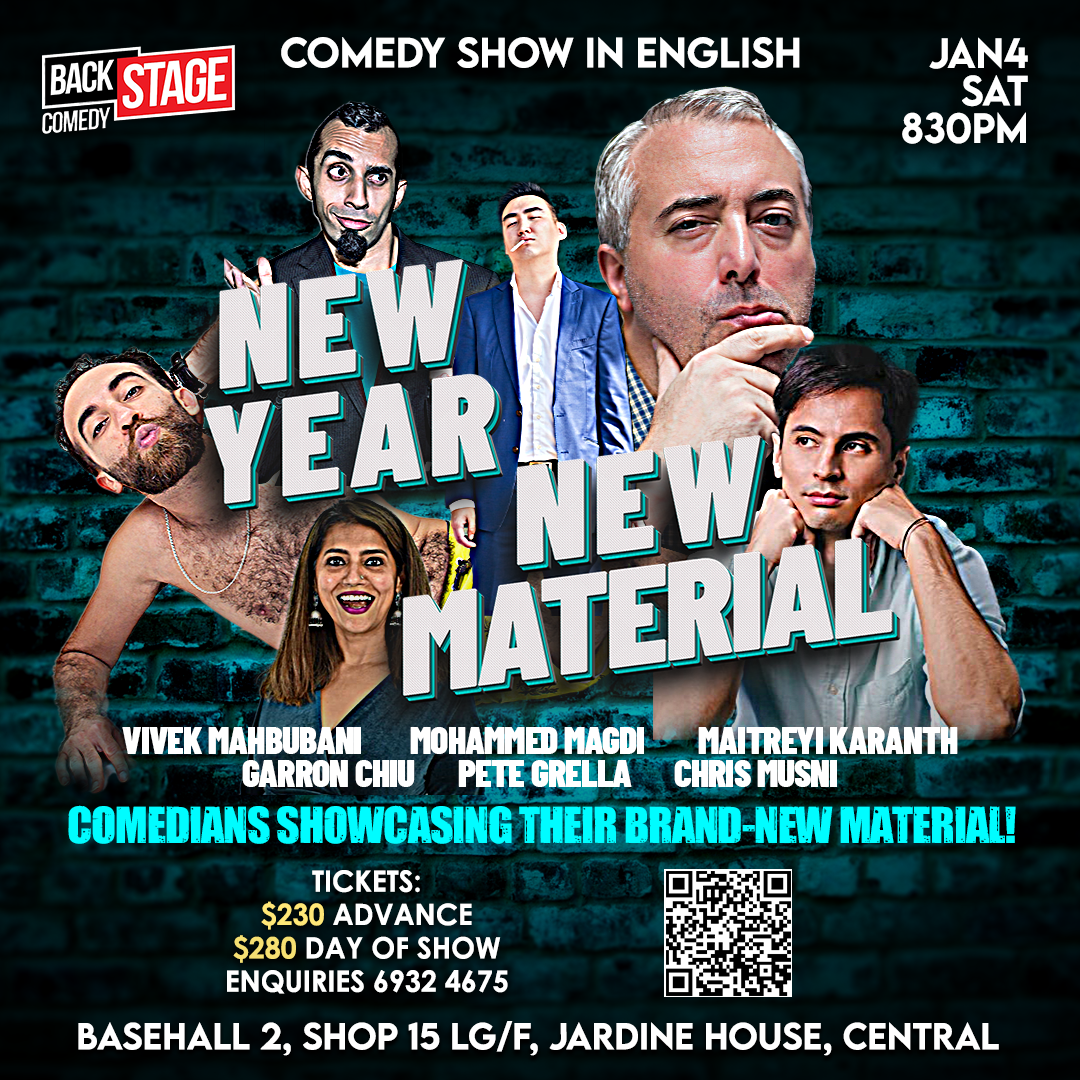 BACK STAGE
COMEDY
COMEDY SHOW IN ENGLISH
JAN4
SAT
830PM
NEW
YEAR
NEW
MATERIAL
VIVEK MAHBUBANI MOHAMMED MAGDI MAITREYI KARANTH
GARRON CHIU PETE GRELLA CHRIS MUSNI
COMEDIANS SHOWCASING THEIR BRAND-NEW MATERIAL!
TICKETS:
$230 ADVANCE
$280 DAY OF SHOW
ENQUIRIES 6932 4675
BASEHALL 2, SHOP 15 LG/F, JARDINE HOUSE, CENTRAL